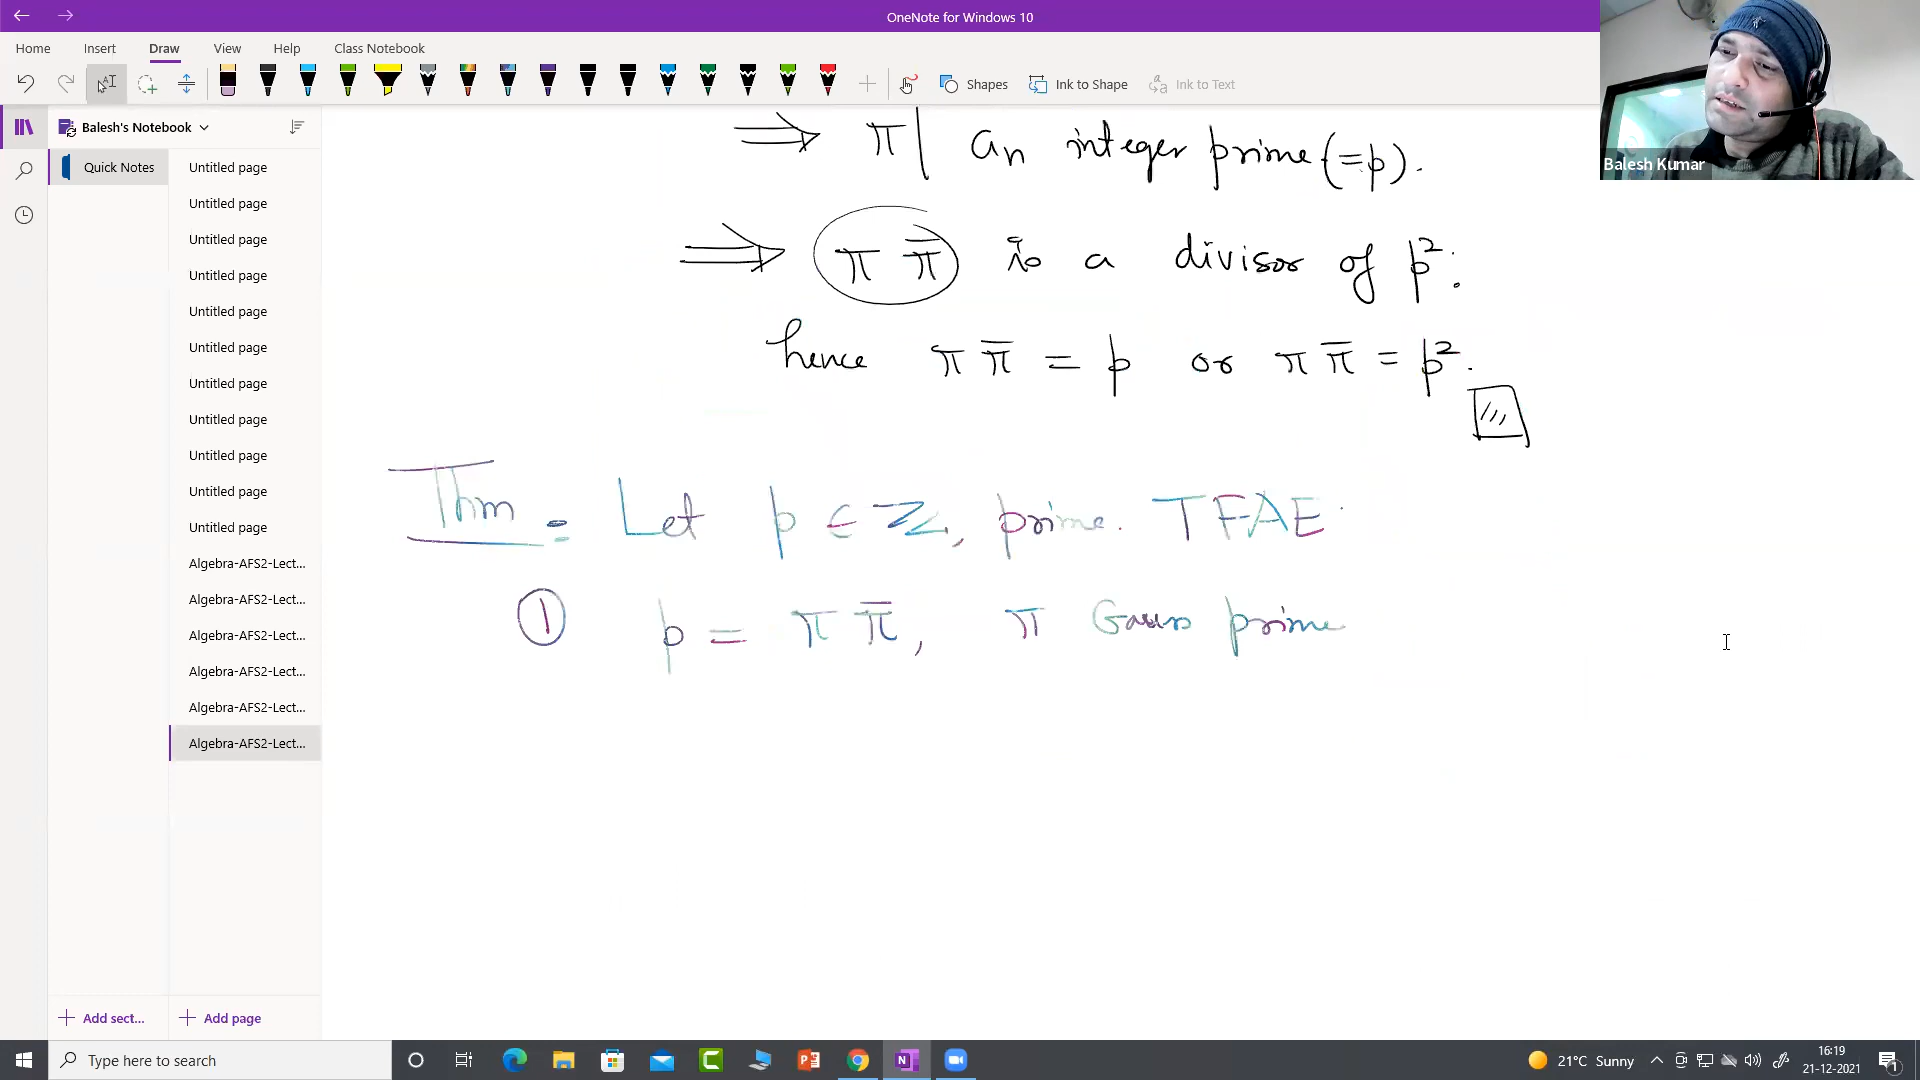 OneNote for Windows 10
Home Insert Draw View Help Class Notebook
Shapes Ink to Shape Ink to Text
Balesh's Notebook
Quick Notes
Untitled page
Untitled page
Untitled page
Untitled page
Untitled page
Untitled page
Untitled page
Untitled page
Untitled page
Untitled page
Untitled page
Algebra-AFS2-Lect...
Algebra-AFS2-Lect...
Algebra-AFS2-Lect...
Algebra-AFS2-Lect...
Algebra-AFS2-Lect...
Algebra-AFS2-Lect...
Add sect... Add page
⟹ π | an integer prime (=p).
⟹ π π̄ is a divisor of p².
hence π π̄ = p or π π̄ = p².
Thm = Let p ∈ ℤ, prime. TFAE.
① p = π π̄, π Gauss prime
Balesh Kumar
Type here to search
21°C Sunny
16:19
21-12-2021
1